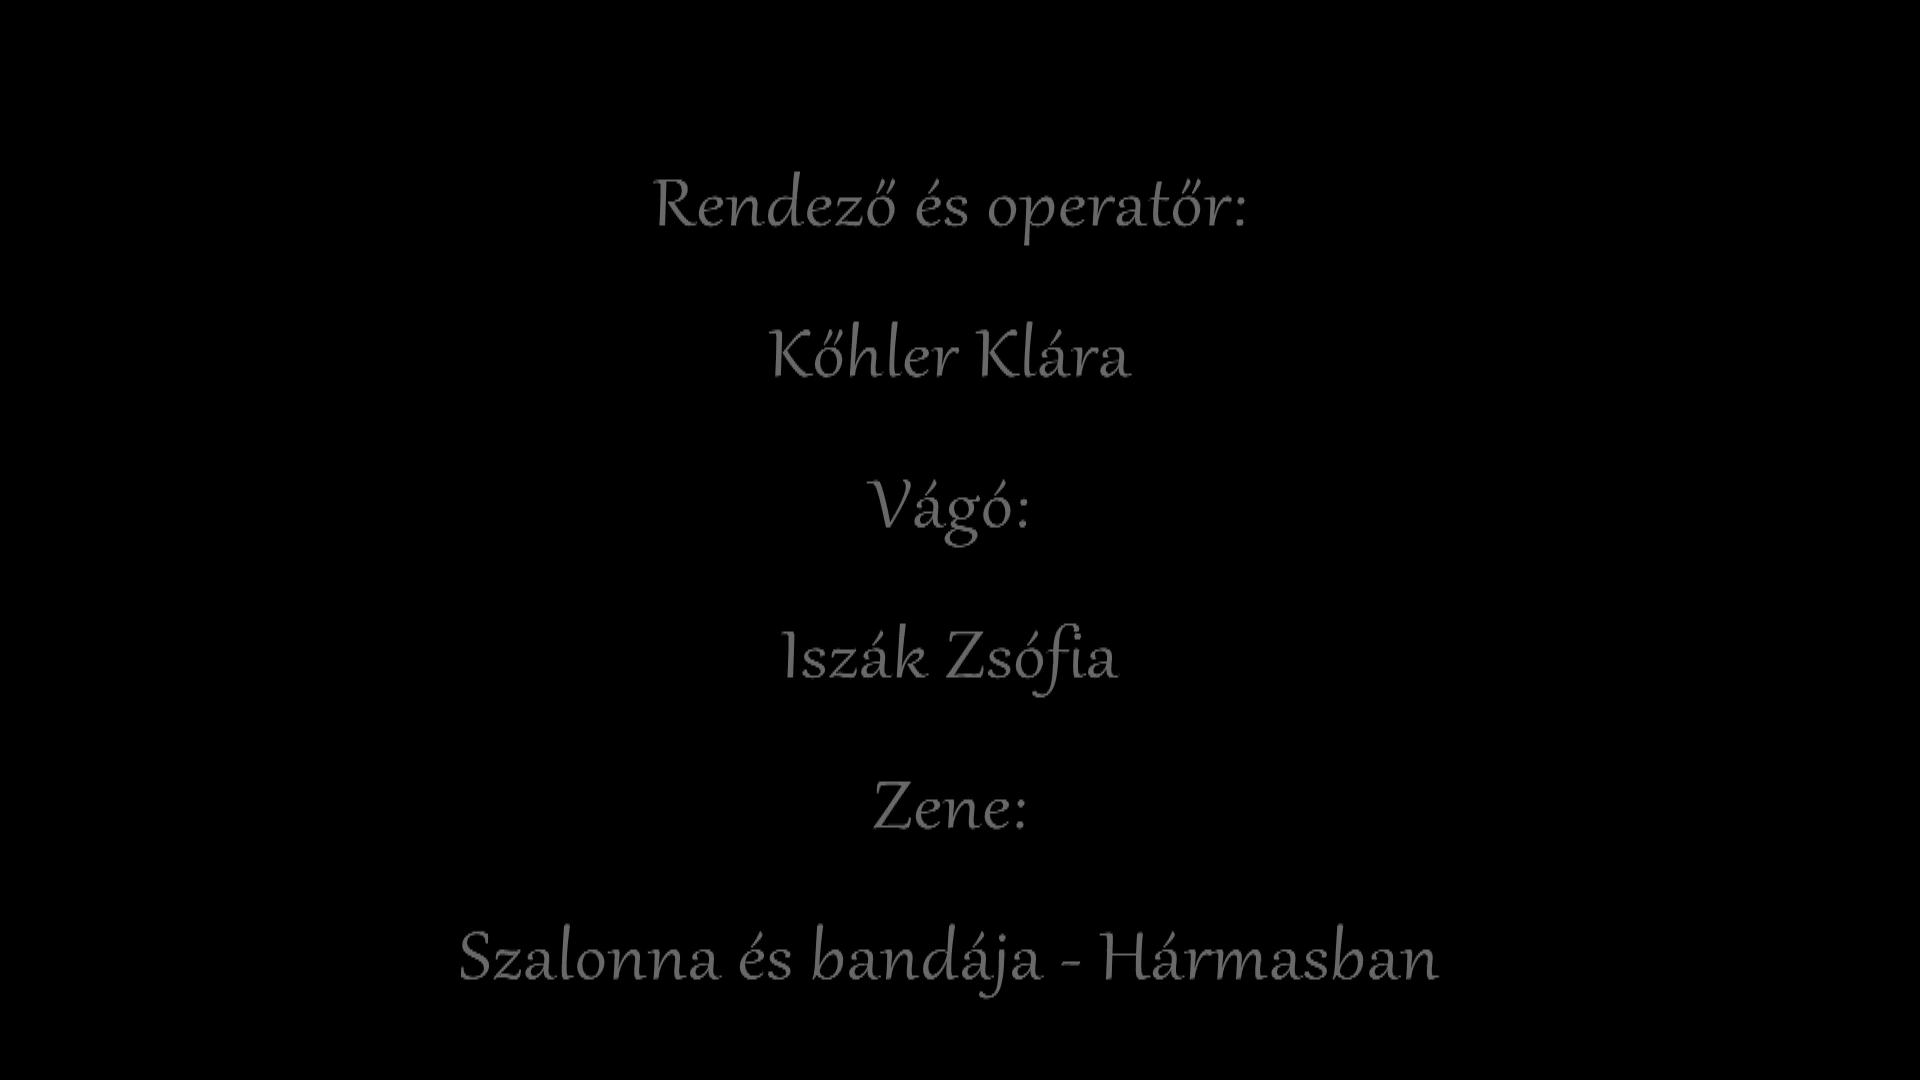 Rendező és operatőr:
Kőhler Klára
Vágó:
Iszák Zsófia
Zene:
Szalonna és bandája - Hármasban